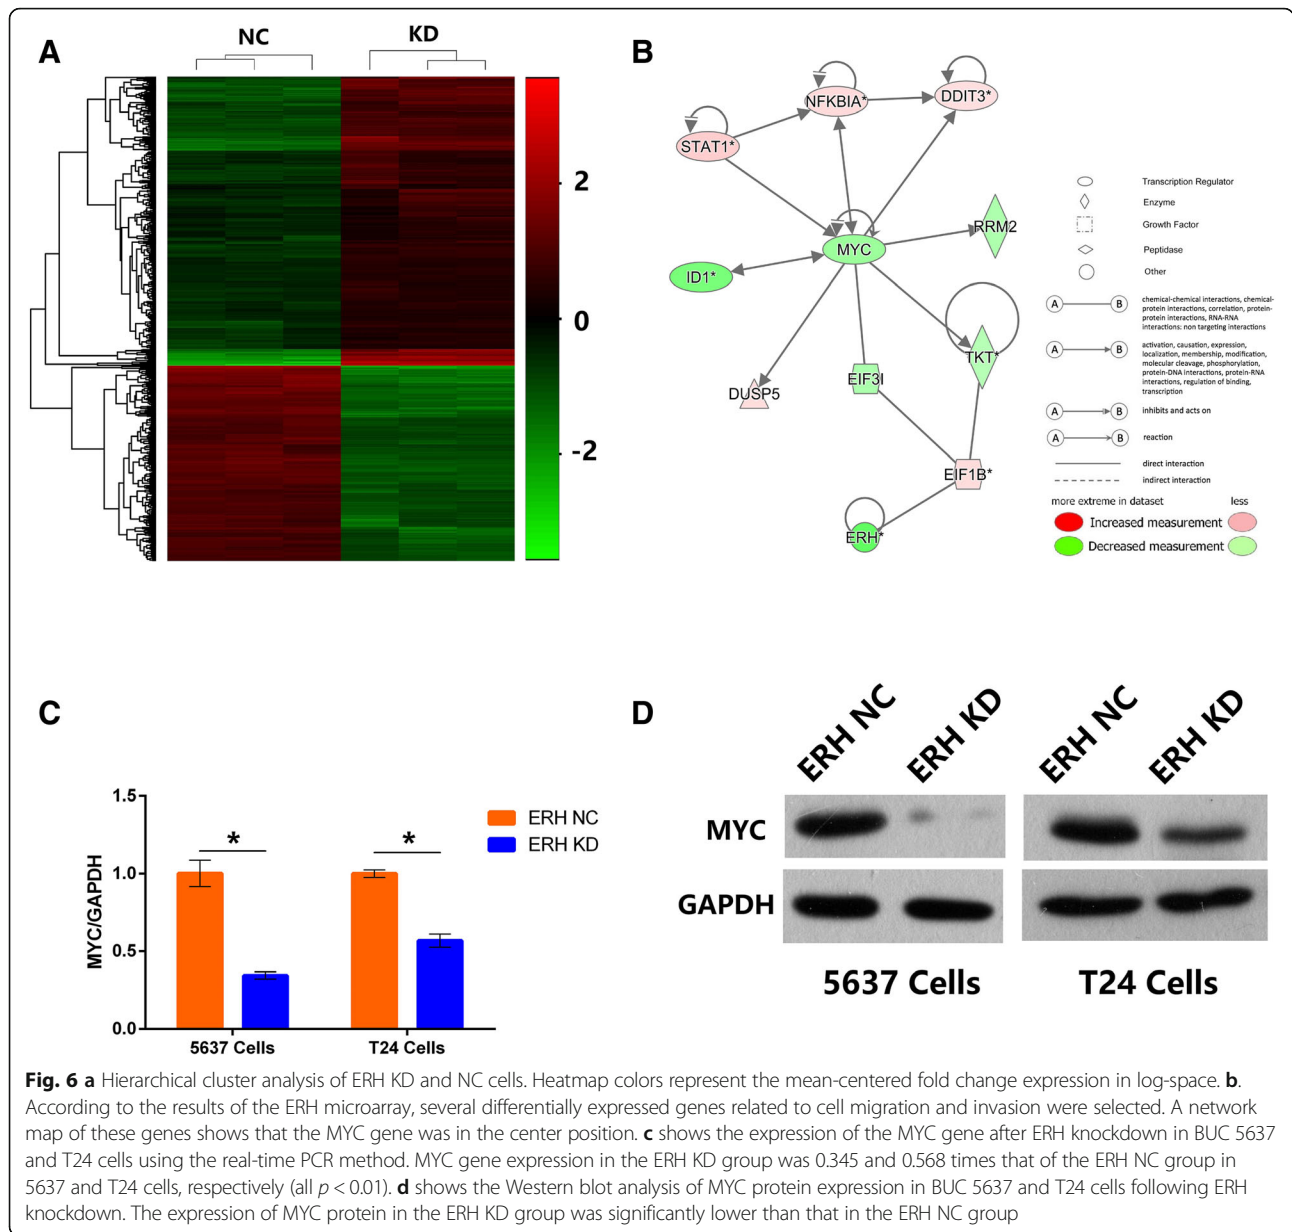 A
NC
KD
2
0
-2
B
NFKBIA*
DDIT3*
STAT1*
MYC
RRM2
ID1*
TKT*
EIF3I
DUSP5
EIF1B*
ERH*
Transcription Regulator
Enzyme
Growth Factor
Peptidase
Other
A B chemical-chemical interactions, chemical-
protein interactions, correlation, protein-
protein interactions, RNA-RNA
interactions: non targeting interactions
A B activation, causation, expression,
localization, membership, modification,
molecular cleavage, phosphorylation,
protein-DNA interactions, protein-RNA
interactions, regulation of binding,
transcription
A B inhibits and acts on
A B reaction
direct interaction
indirect interaction
more extreme in dataset less
Increased measurement
Decreased measurement
C
MYC/GAPDH
1.5
1.0
0.5
0.0
* *
ERH NC
ERH KD
5637 Cells T24 Cells
D
ERH NC ERH KD ERH NC ERH KD
MYC
GAPDH
5637 Cells T24 Cells
Fig. 6 a Hierarchical cluster analysis of ERH KD and NC cells. Heatmap colors represent the mean-centered fold change expression in log-space. b.
According to the results of the ERH microarray, several differentially expressed genes related to cell migration and invasion were selected. A network
map of these genes shows that the MYC gene was in the center position. c shows the expression of the MYC gene after ERH knockdown in BUC 5637
and T24 cells using the real-time PCR method. MYC gene expression in the ERH KD group was 0.345 and 0.568 times that of the ERH NC group in
5637 and T24 cells, respectively (all p < 0.01). d shows the Western blot analysis of MYC protein expression in BUC 5637 and T24 cells following ERH
knockdown. The expression of MYC protein in the ERH KD group was significantly lower than that in the ERH NC group